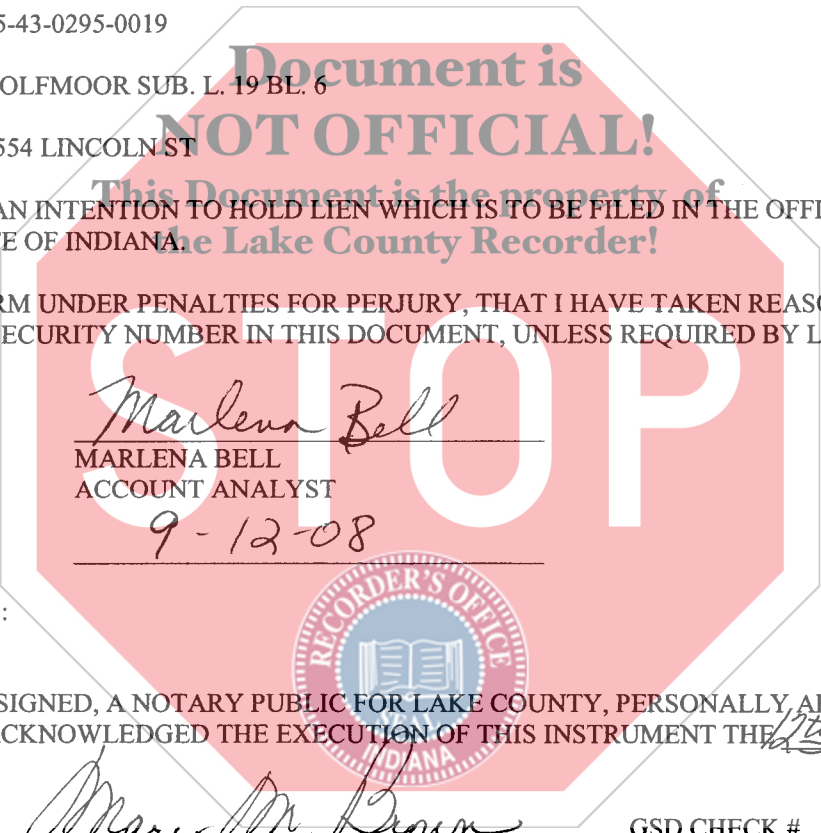 5-43-0295-0019
Document is
OLFMOOR SUB. L. 19 BL. 6
NOT OFFICIAL!
554 LINCOLN ST
This Document is the property of
AN INTENTION TO HOLD LIEN WHICH IS TO BE FILED IN THE OFFI
the Lake County Recorder!
E OF INDIANA.
RM UNDER PENALTIES FOR PERJURY, THAT I HAVE TAKEN REASO
ECURITY NUMBER IN THIS DOCUMENT, UNLESS REQUIRED BY L
STOP
Marlena Bell
MARLENA BELL
ACCOUNT ANALYST
9-12-08
RECORDER'S OFFICE
:
SIGNED, A NOTARY PUBLIC FOR LAKE COUNTY, PERSONALLY AP
SEAL
CKNOWLEDGED THE EXECUTION OF THIS INSTRUMENT THE 12th
INDIANA
M. Brown
GSD CHECK #